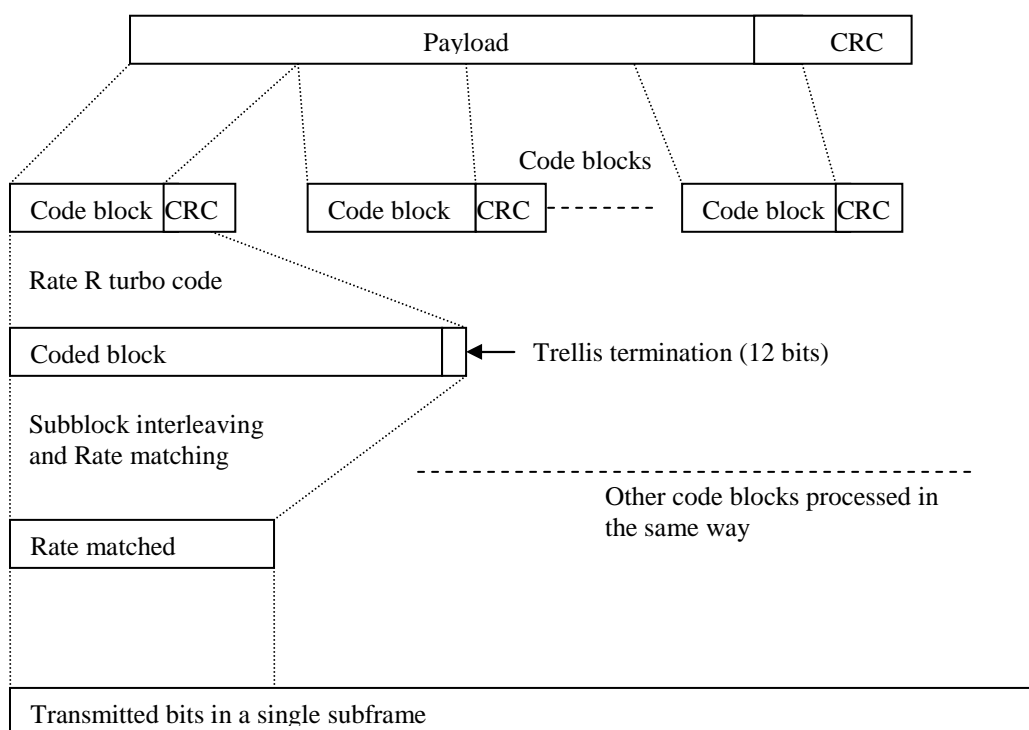 Payload
CRC
Code blocks
Code block
CRC
Code block
CRC
Code block
CRC
Rate R turbo code
Coded block
Trellis termination (12 bits)
Subblock interleaving
and Rate matching
Other code blocks processed in
the same way
Rate matched
Transmitted bits in a single subframe